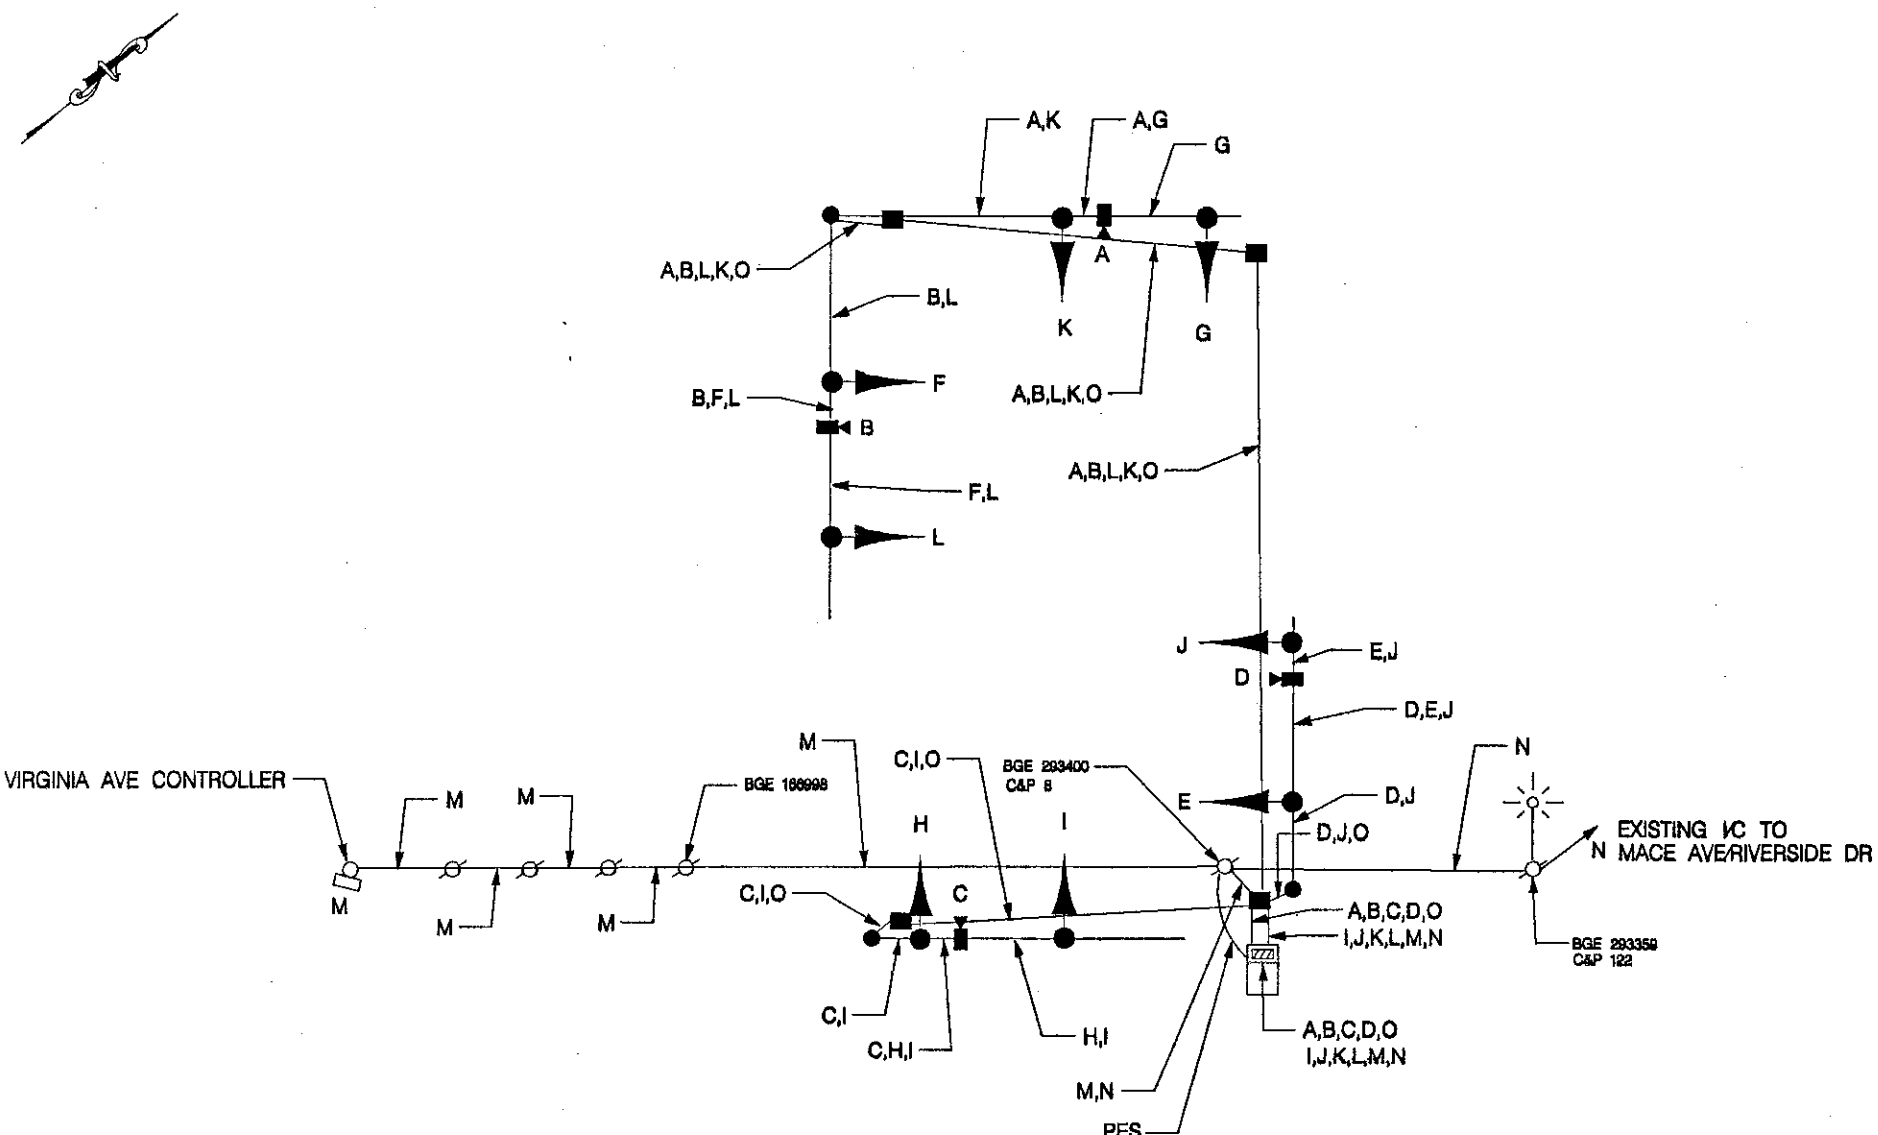 A,K
A,G
G
A,B,L,K,O
A
B,L
K
G
F
A,B,L,K,O
B,F,L
B
A,B,L,K,O
F,L
L
J
E,J
D
D,E,J
M
C,I,O
BGE 293400
C&P 8
N
VIRGINIA AVE CONTROLLER
M
M
BGE 166998
E
D,J
H
I
D,J,O
EXISTING I/C TO
N MACE AVE/RIVERSIDE DR
C,I,O
C
M
M
M
A,B,C,D,O
I,J,K,L,M,N
BGE 293359
C&P 122
C,I
C,H,I
H,I
A,B,C,D,O
I,J,K,L,M,N
M,N
PES